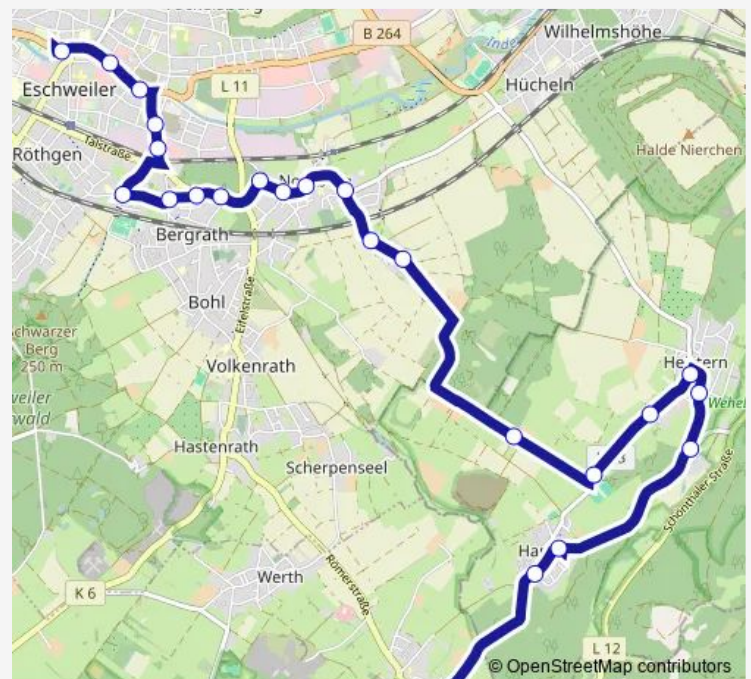 B 264
Wilhelmshöhe
Inde
Eschweiler
L 11
Hücheln
Talstraße
Röthgen
Halde Nierchen
Bergrath
Bohl
Eifelstraße
Berg
250 m
Volkenrath
Hastenrath
Scherpenseel
Schönthaler Straße
Werth
K 6
Römerstraße
L 12
© OpenStreetMap contributors